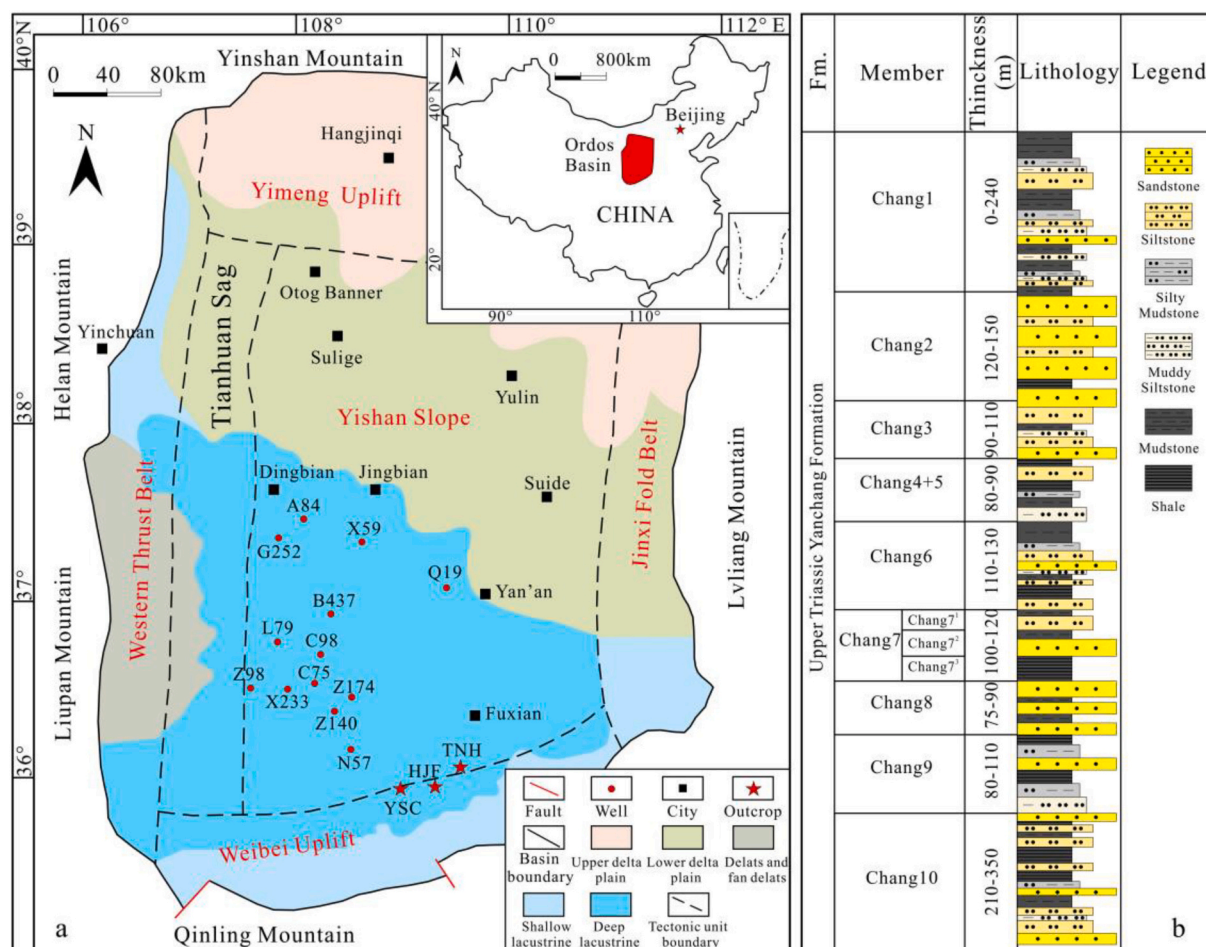 106°
108°
110°
112° E
40°N
39°
38°
37°
36°
Yinshan Mountain
0 40 80km
N
Hangjinqi
Yimeng Uplift
Otog Banner
Tianhuan Sag
Sulige
Yinchuan
Helan Mountain
Yulin
Yishan Slope
Dingbian
Jingbian
Suide
Jinxi Fold Belt
Lvliang Mountain
Western Thrust Belt
Liupan Mountain
A84
X59
G252
Q19
Yan'an
B437
L79
C98
Z98
C75
X233
Z174
Z140
Fuxian
N57
TNH
HJF
YSC
Weibei Uplift
Qinling Mountain
a
N
0 800km
40° N
20°
90°
110°
Beijing
Ordos
Basin
CHINA
Fault
Well
City
Outcrop
Basin
boundary
Upper delta
plain
Lower delta
plain
Delats and
fan delats
Shallow
lacustrine
Deep
lacustrine
Tectonic unit
boundary
Fm.
Member
Thinckness
(m)
Lithology
Legend
Upper Triassic Yanchang Formation
Chang1
0-240
Chang2
120-150
Chang3
90-110
Chang4+5
80-90
Chang6
110-130
Chang7
Chang7¹
Chang7²
Chang7³
100-120
Chang8
75-90
Chang9
80-110
Chang10
210-350
Sandstone
Siltstone
Silty
Mudstone
Muddy
Siltstone
Mudstone
Shale
b